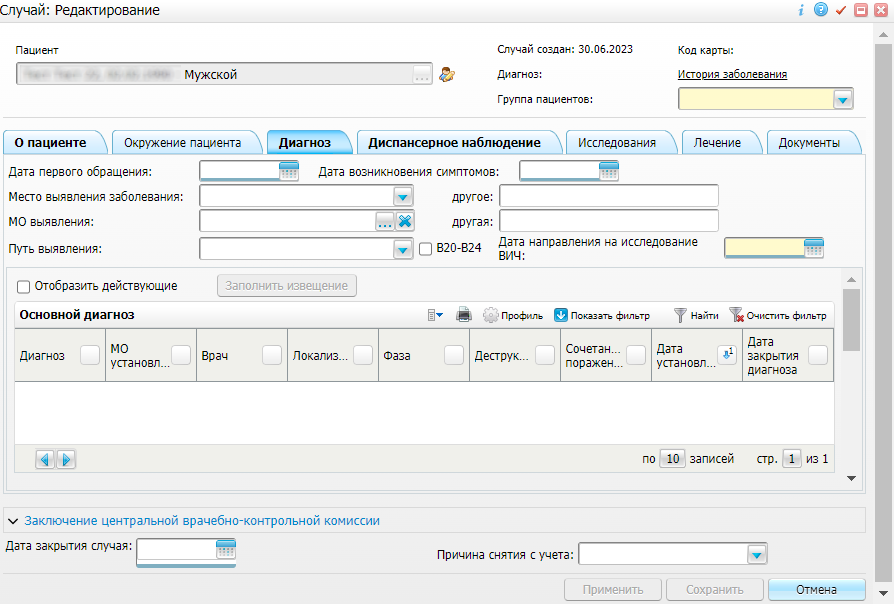 Случай: Редактирование
Пациент
Случай создан: 30.06.2023
Код карты:
Мужской
...
Диагноз:
История заболевания
Группа пациентов:
О пациенте
Окружение пациента
Диагноз
Диспансерное наблюдение
Исследования
Лечение
Документы
Дата первого обращения:
Дата возникновения симптомов:
Место выявления заболевания:
другое:
МО выявления:
...
другая:
Путь выявления:
B20-B24
Дата направления на исследование
ВИЧ:
Отобразить действующие
Заполнить извещение
Основной диагноз
Профиль
Показать фильтр
Найти
Очистить фильтр
Диагноз
МО
установл...
Врач
Локализ...
Фаза
Деструк...
Сочетан...
поражен...
Дата
установл...
1
Дата
закрытия
диагноза
по 10 записей
стр. 1 из 1
Заключение центральной врачебно-контрольной комиссии
Дата закрытия случая:
Причина снятия с учета:
Применить
Сохранить
Отмена